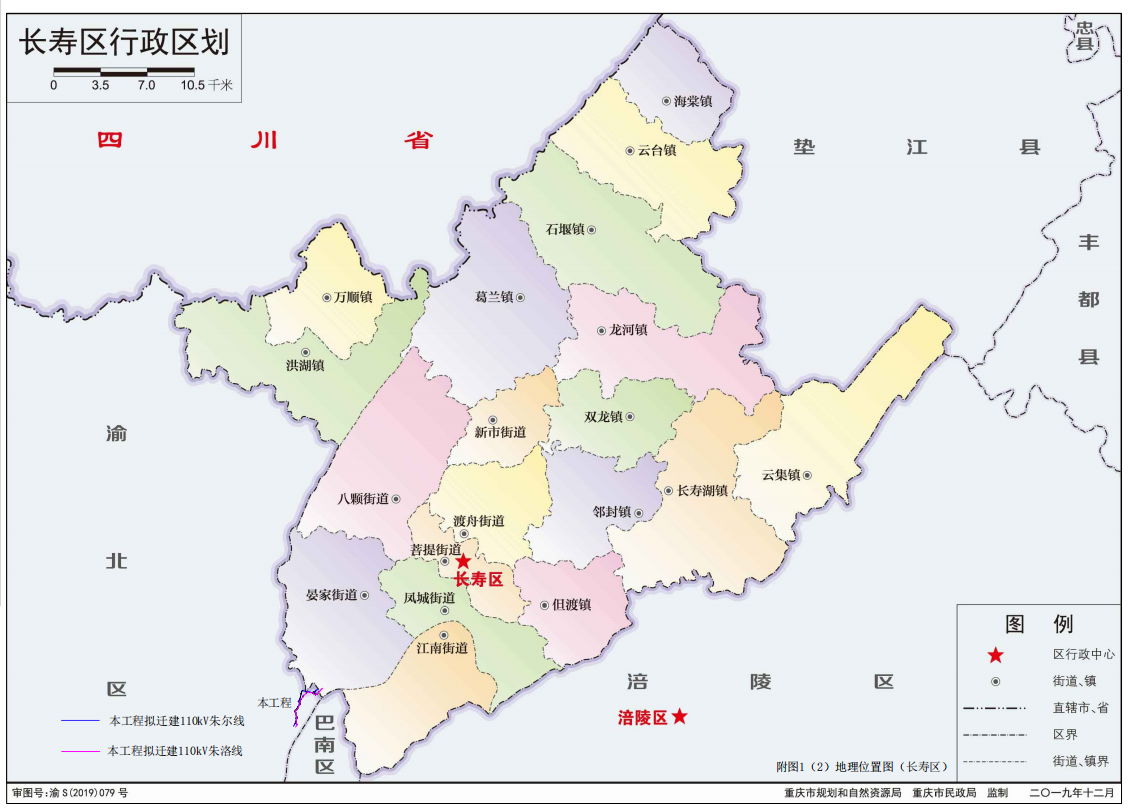 长寿区行政区划
0 3.5 7.0 10.5 千米
忠县
四川省
垫江县
海棠镇
云台镇
石堰镇
丰都县
万顺镇
葛兰镇
龙河镇
洪湖镇
双龙镇
新市街道
渝北区
云集镇
八颗街道
长寿湖镇
邻封镇
渡舟街道
菩提街道
长寿区
晏家街道
凤城街道
但渡镇
江南街道
涪陵区
涪陵区
本工程
巴南区
本工程拟迁建110kV朱尔线
本工程拟迁建110kV朱洛线
图 例
区行政中心
街道、镇
直辖市、省
区界
街道、镇界
附图1（2）地理位置图（长寿区）
审图号:渝 S(2019)079 号
重庆市规划和自然资源局 重庆市民政局 监制 二〇一九年十二月